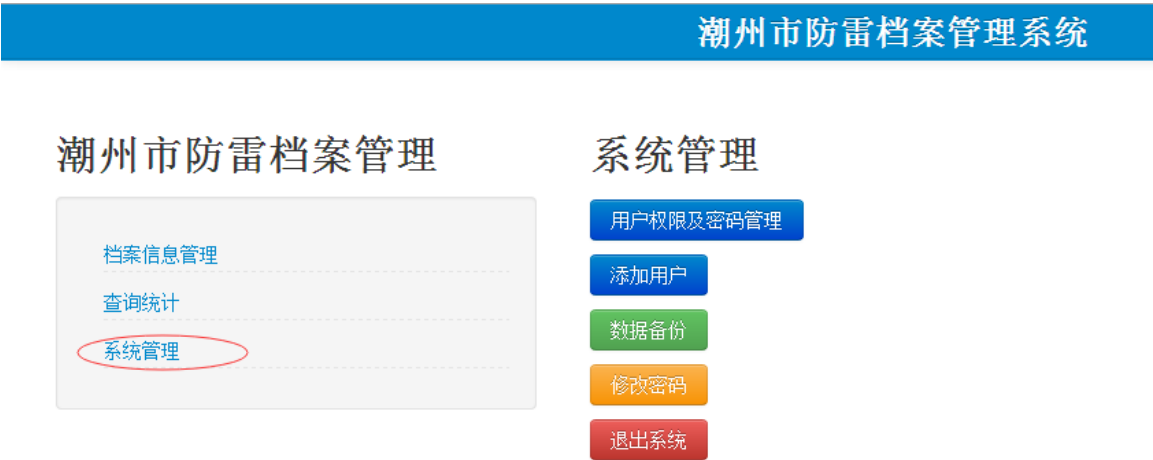 潮州市防雷档案管理系统
潮州市防雷档案管理
档案信息管理
查询统计
系统管理
系统管理
用户权限及密码管理
添加用户
数据备份
修改密码
退出系统